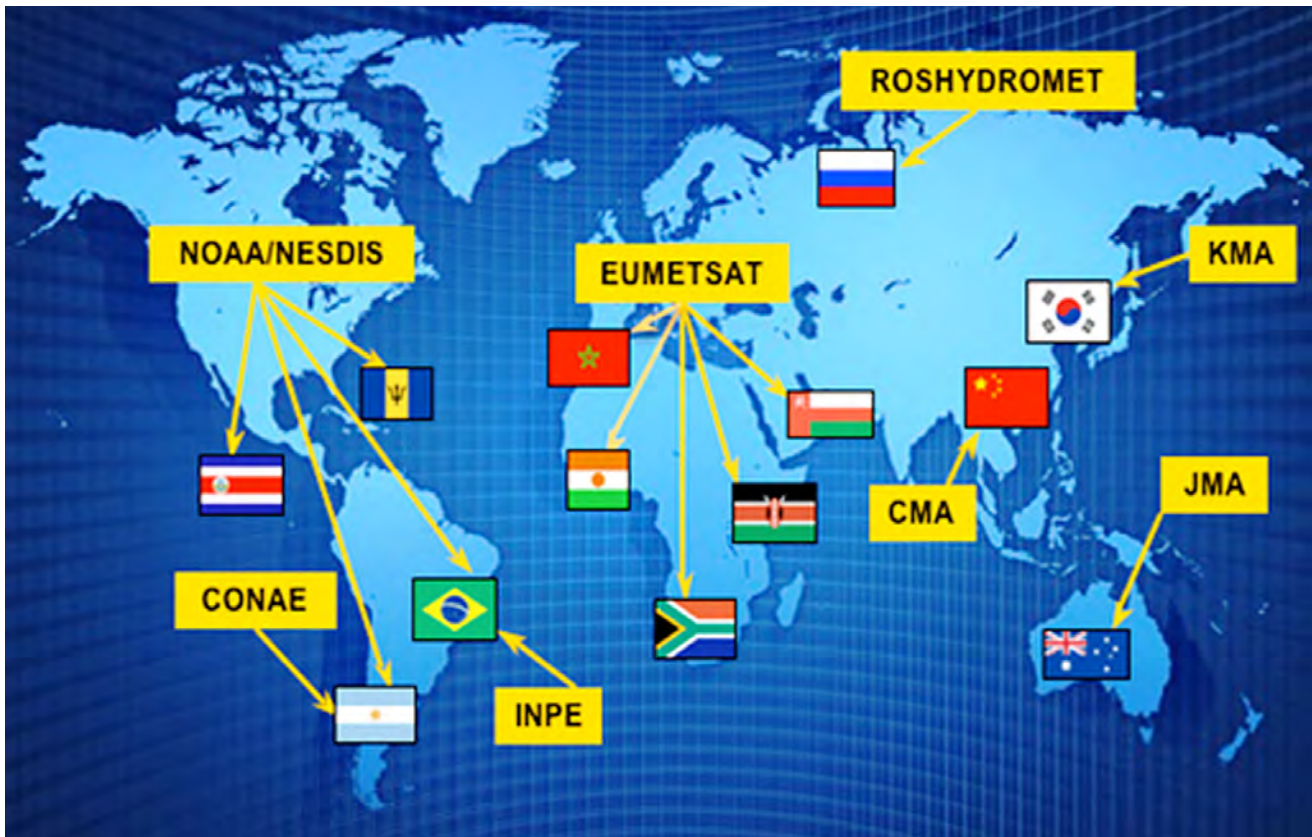 ROSHYDROMET
NOAA/NESDIS
EUMETSAT
KMA
CMA
JMA
CONAE
INPE